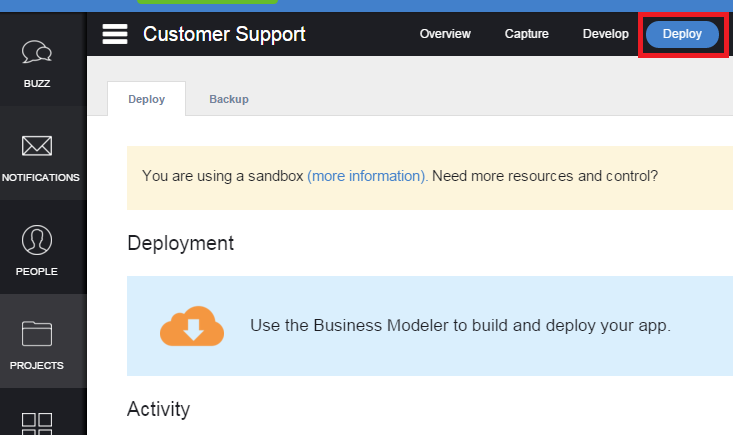 Customer Support
Overview
Capture
Develop
Deploy
BUZZ
NOTIFICATIONS
PEOPLE
PROJECTS
Deploy
Backup
You are using a sandbox (more information). Need more resources and control?
Deployment
Use the Business Modeler to build and deploy your app.
Activity